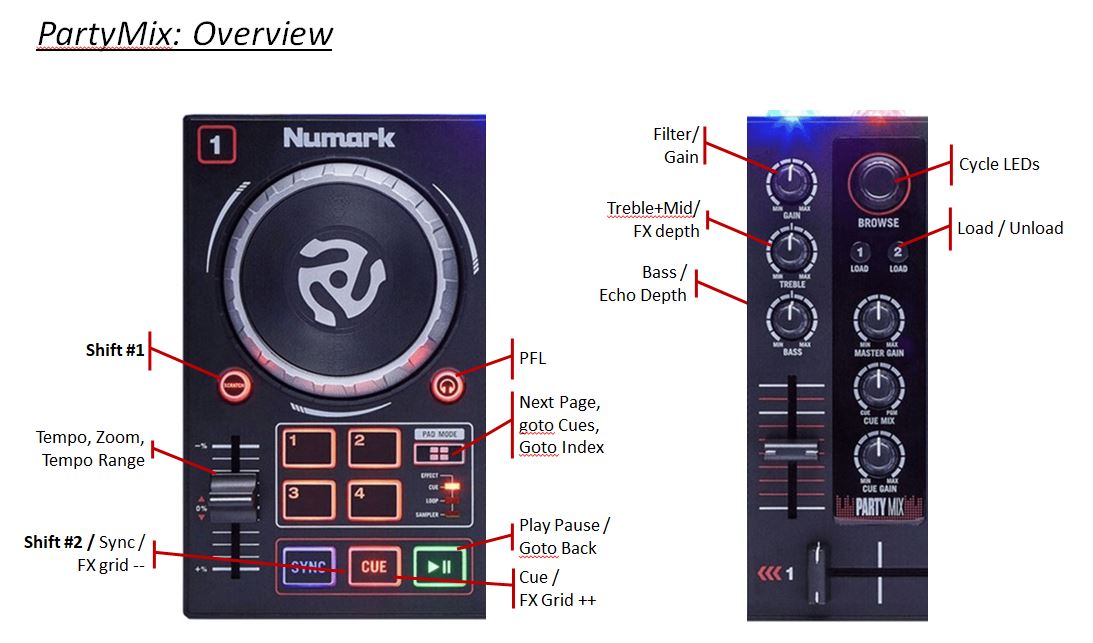 PartyMix: Overview
1
Numark
Shift #1
SCRATCH
PFL
Tempo, Zoom,
Tempo Range
Next Page,
goto Cues,
Goto Index
1
2
3
4
PAD MODE
EFFECT
CUE
LOOP
SAMPLER
-%
0%
+%
Shift #2 / Sync /
FX grid --
SYNC
CUE
Play Pause /
Goto Back
Cue /
FX Grid ++
Filter/
Gain
Treble+Mid/
FX depth
Bass /
Echo Depth
MIN
MAX
GAIN
MIN
MAX
TREBLE
MIN
MAX
BASS
Cycle LEDs
BROWSE
Load / Unload
1
2
LOAD
LOAD
MIN
MAX
MASTER GAIN
CUE
PGM
CUE MIX
MIN
MAX
CUE GAIN
PARTY MIX
1